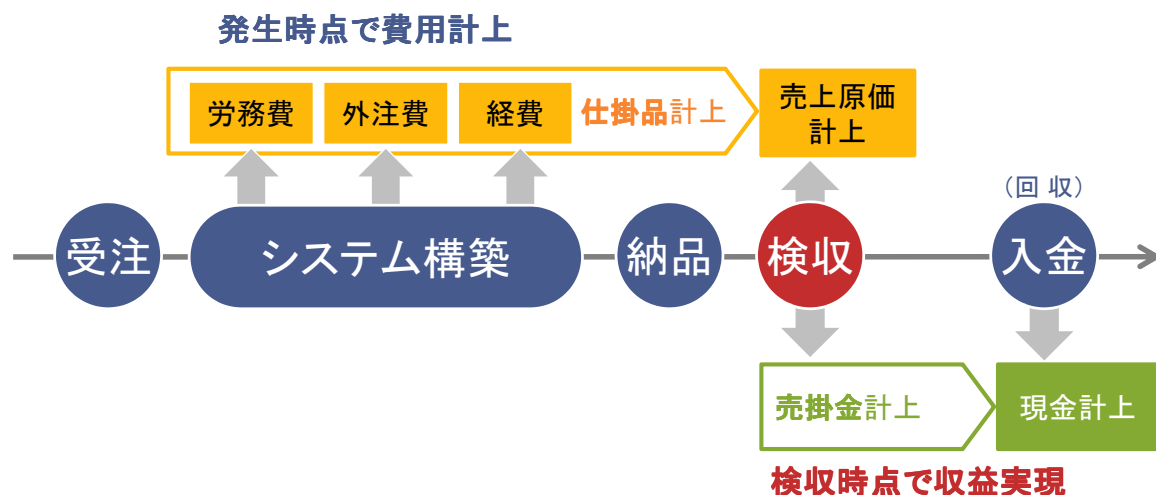 発生時点で費用計上
労務費
外注費
経費
仕掛品計上
売上原価
計上
(回 収)
受注
システム構築
納品
検収
入金
売掛金計上
現金計上
検収時点で収益実現